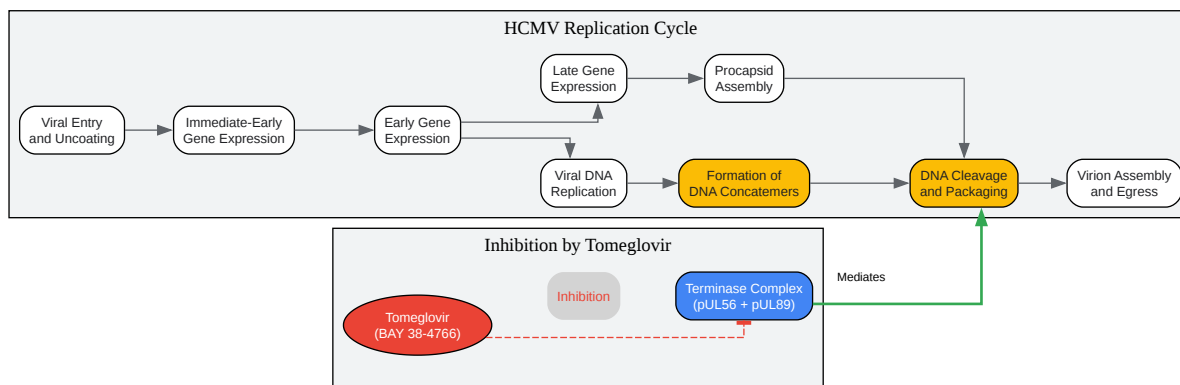 HCMV Replication Cycle
Late Gene
Expression
Procapsid
Assembly
Viral Entry
and Uncoating
Immediate-Early
Gene Expression
Early Gene
Expression
Viral DNA
Replication
Formation of
DNA Concatemers
DNA Cleavage
and Packaging
Virion Assembly
and Egress
Inhibition by Tomeglovir
Inhibition
Terminase Complex
(pUL56 + pUL89)
Mediates
Tomeglovir
(BAY 38-4766)